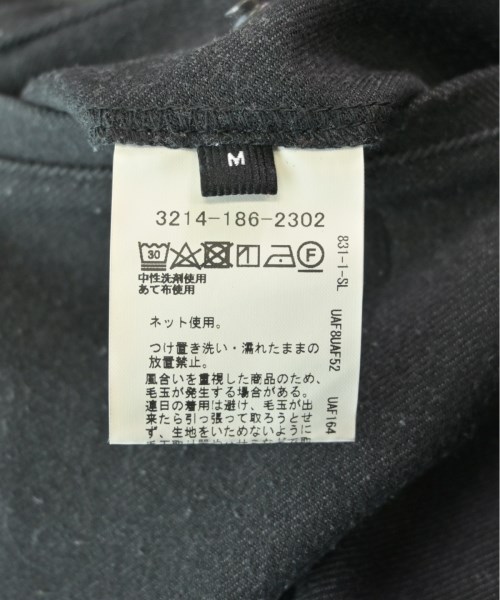 M
3214-186-2302
30
F
中性洗剤使用
あて布使用
ネット使用。
つけ置き洗い・濡れたままの
放置禁止。
風合いを重視した商品のため、
毛玉が発生する場合がある。
連日の着用は避け、毛玉が出
来たら引っ張って取ろうとせ
ず、生地をいためないように
831-1-SL
UAF8UAF52
UAF164